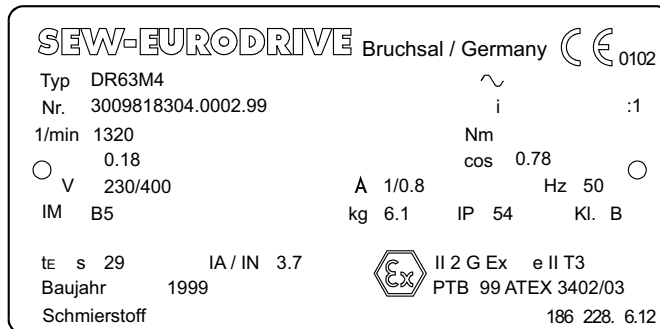 SEW-EURODRIVE Bruchsal / Germany CE 0102
Typ DR63M4 ~
Nr. 3009818304.0002.99 i :1
1/min 1320 Nm
0.18 cos 0.78
V 230/400 A 1/0.8 Hz 50
IM B5 kg 6.1 IP 54 Kl. B
tE s 29 IA / IN 3.7 Ex II 2 G Ex e II T3
Baujahr 1999 PTB 99 ATEX 3402/03
Schmierstoff 186 228. 6.12